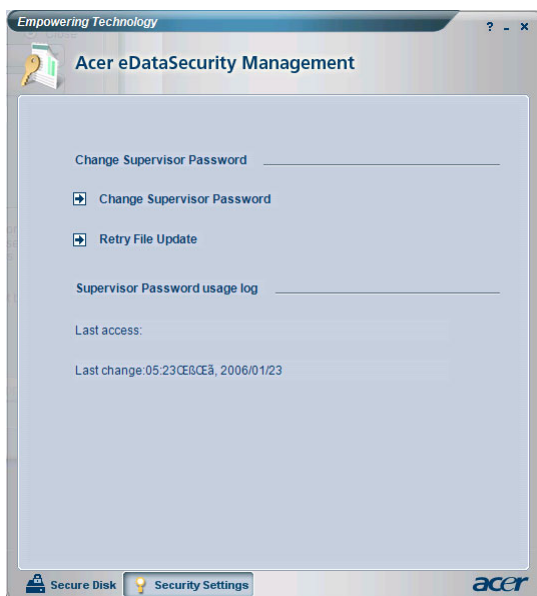 Empowering Technology
? - x
Acer eDataSecurity Management
Change Supervisor Password
Change Supervisor Password
Retry File Update
Supervisor Password usage log
Last access:
Last change:05:23ŒßŒã, 2006/01/23
Secure Disk
Security Settings
acer